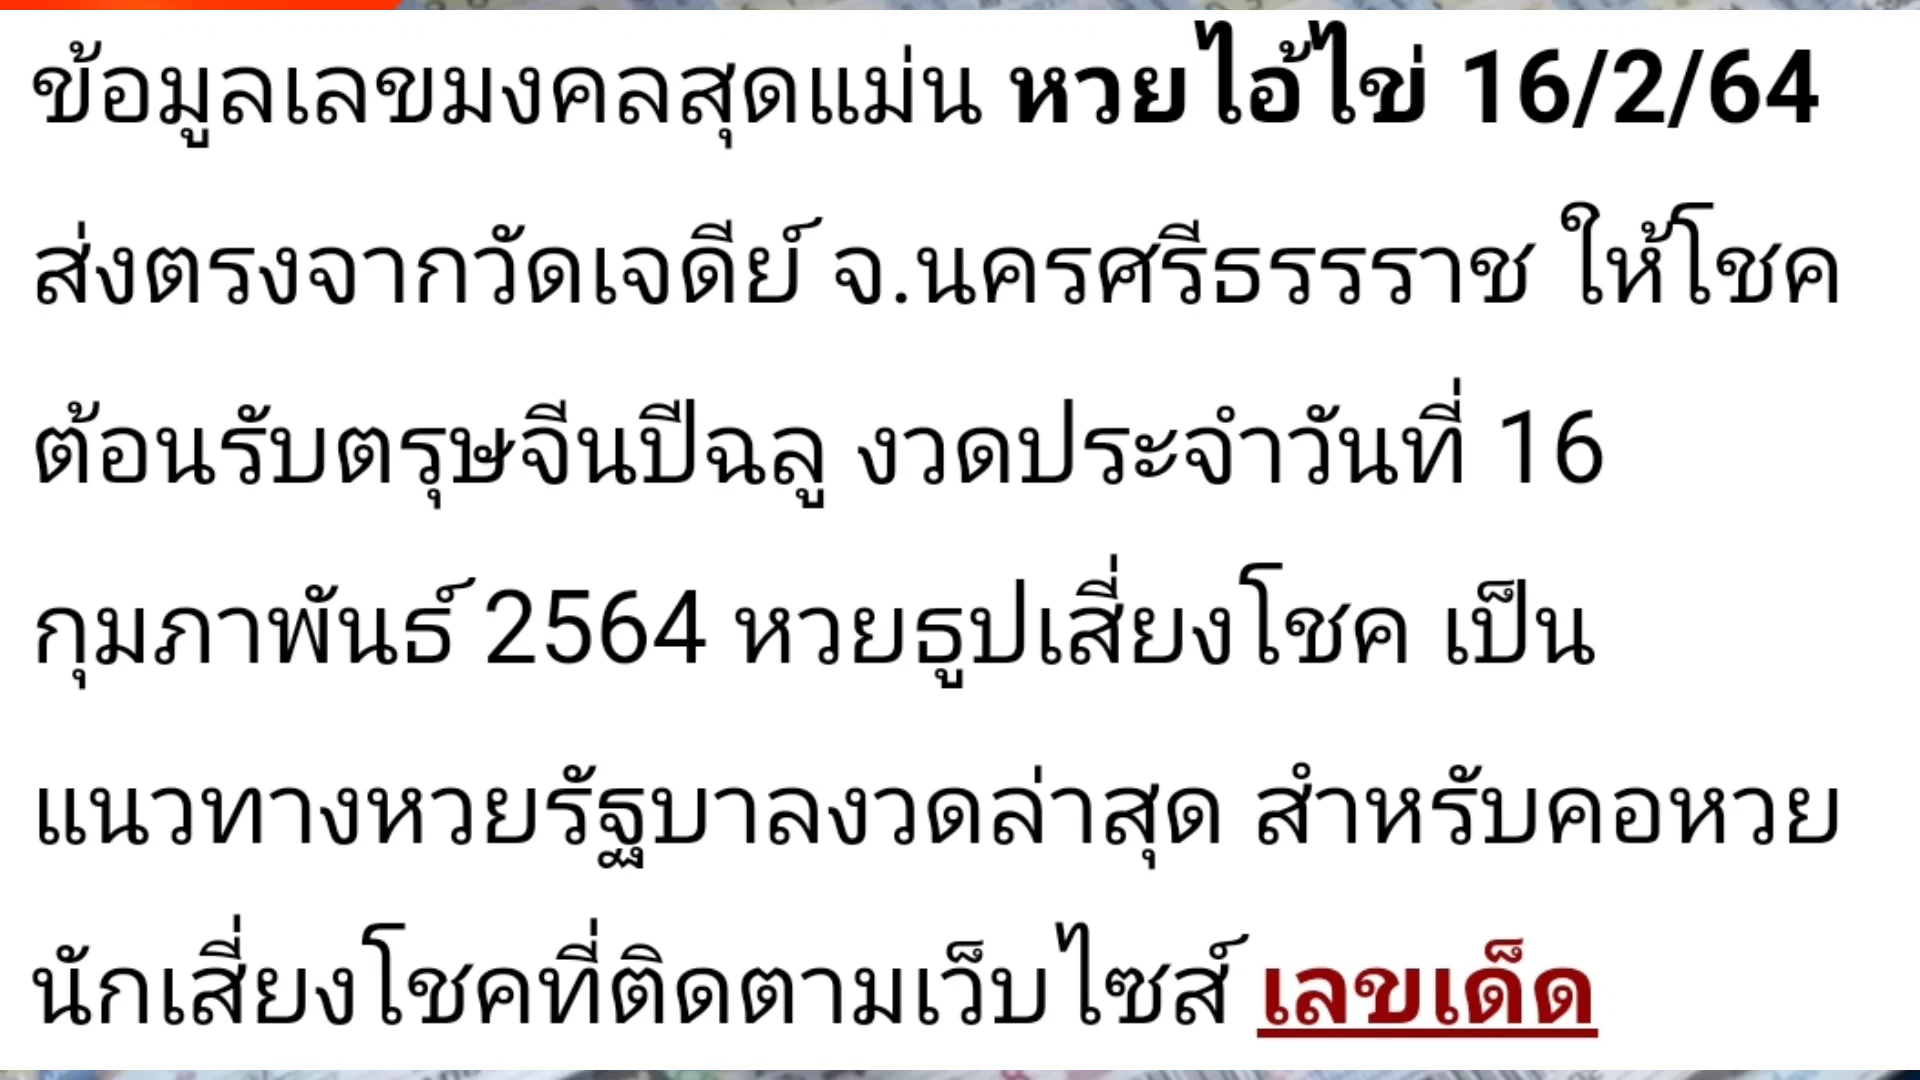 ข้อมูลเลขมงคลสุดแม่น หวยไอ้ไข่ 16/2/64
ส่งตรงจากวัดเจดีย์ จ.นครศรีธรรรราช ให้โชค
ต้อนรับตรุษจีนปีฉลู งวดประจำวันที่ 16
กุมภาพันธ์ 2564 หวยธูปเสี่ยงโชค เป็น
แนวทางหวยรัฐบาลงวดล่าสุด สำหรับคอหวย
นักเสี่ยงโชคที่ติดตามเว็บไซส์ เลขเด็ด